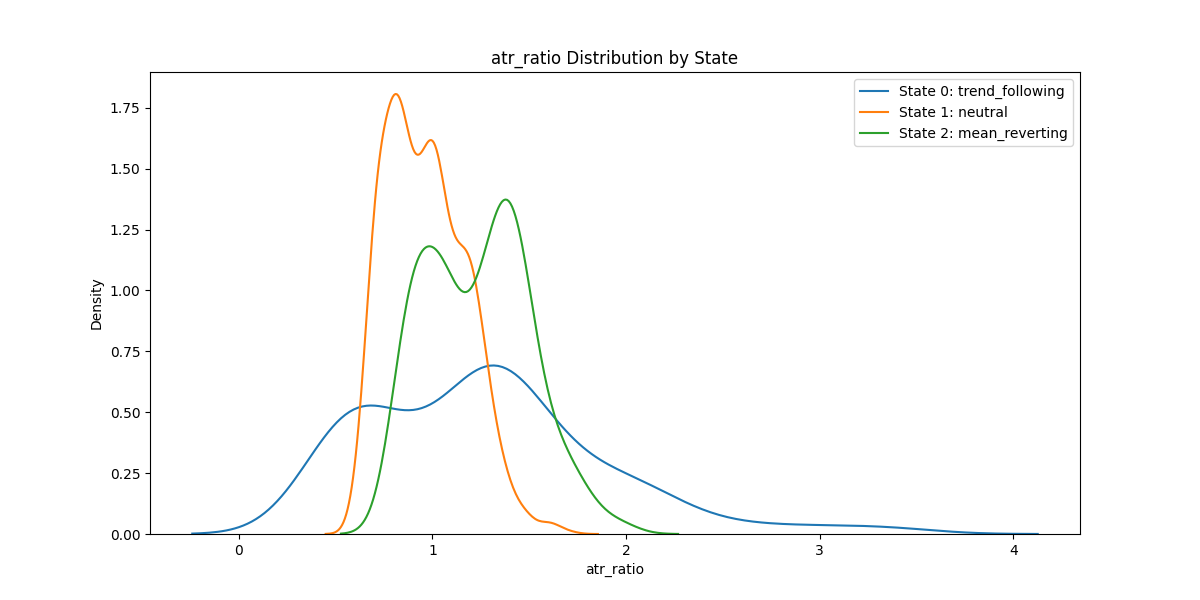 atr_ratio Distribution by State
State 0: trend_following
State 1: neutral
State 2: mean_reverting
1.75
1.50
1.25
1.00
0.75
0.50
0.25
0.00
Density
0 1 2 3 4
atr_ratio